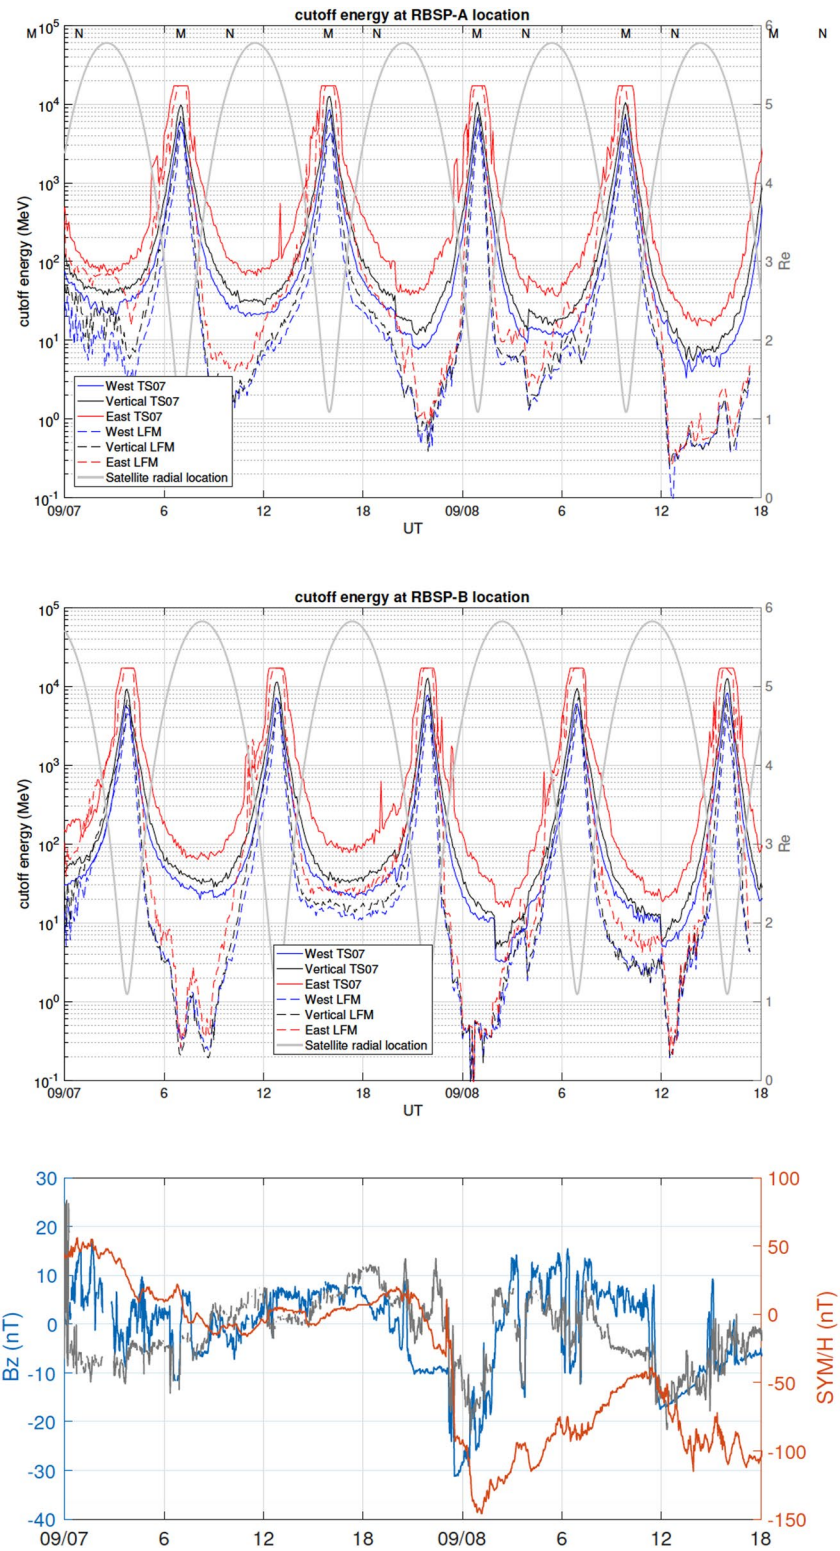 cutoff energy at RBSP-A location
M N M N M N M N M N M N
10^5
10^4
10^3
10^2
10^1
10^0
10^-1
cutoff energy (MeV)
6
5
4
3
2
1
0
Re
West TS07
Vertical TS07
East TS07
West LFM
Vertical LFM
East LFM
Satellite radial location
09/07 6 12 18 09/08 6 12 18
UT
cutoff energy at RBSP-B location
10^5
10^4
10^3
10^2
10^1
10^0
10^-1
cutoff energy (MeV)
6
5
4
3
2
1
0
Re
West TS07
Vertical TS07
East TS07
West LFM
Vertical LFM
East LFM
Satellite radial location
09/07 6 12 18 09/08 6 12 18
UT
30
20
10
0
-10
-20
-30
-40
Bz (nT)
100
50
0
-50
-100
-150
SYM/H (nT)
09/07 6 12 18 09/08 6 12 18